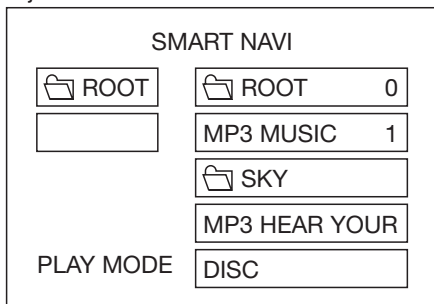 SMART NAVI
ROOT ROOT 0
MP3 MUSIC 1
SKY
MP3 HEAR YOUR
PLAY MODE DISC